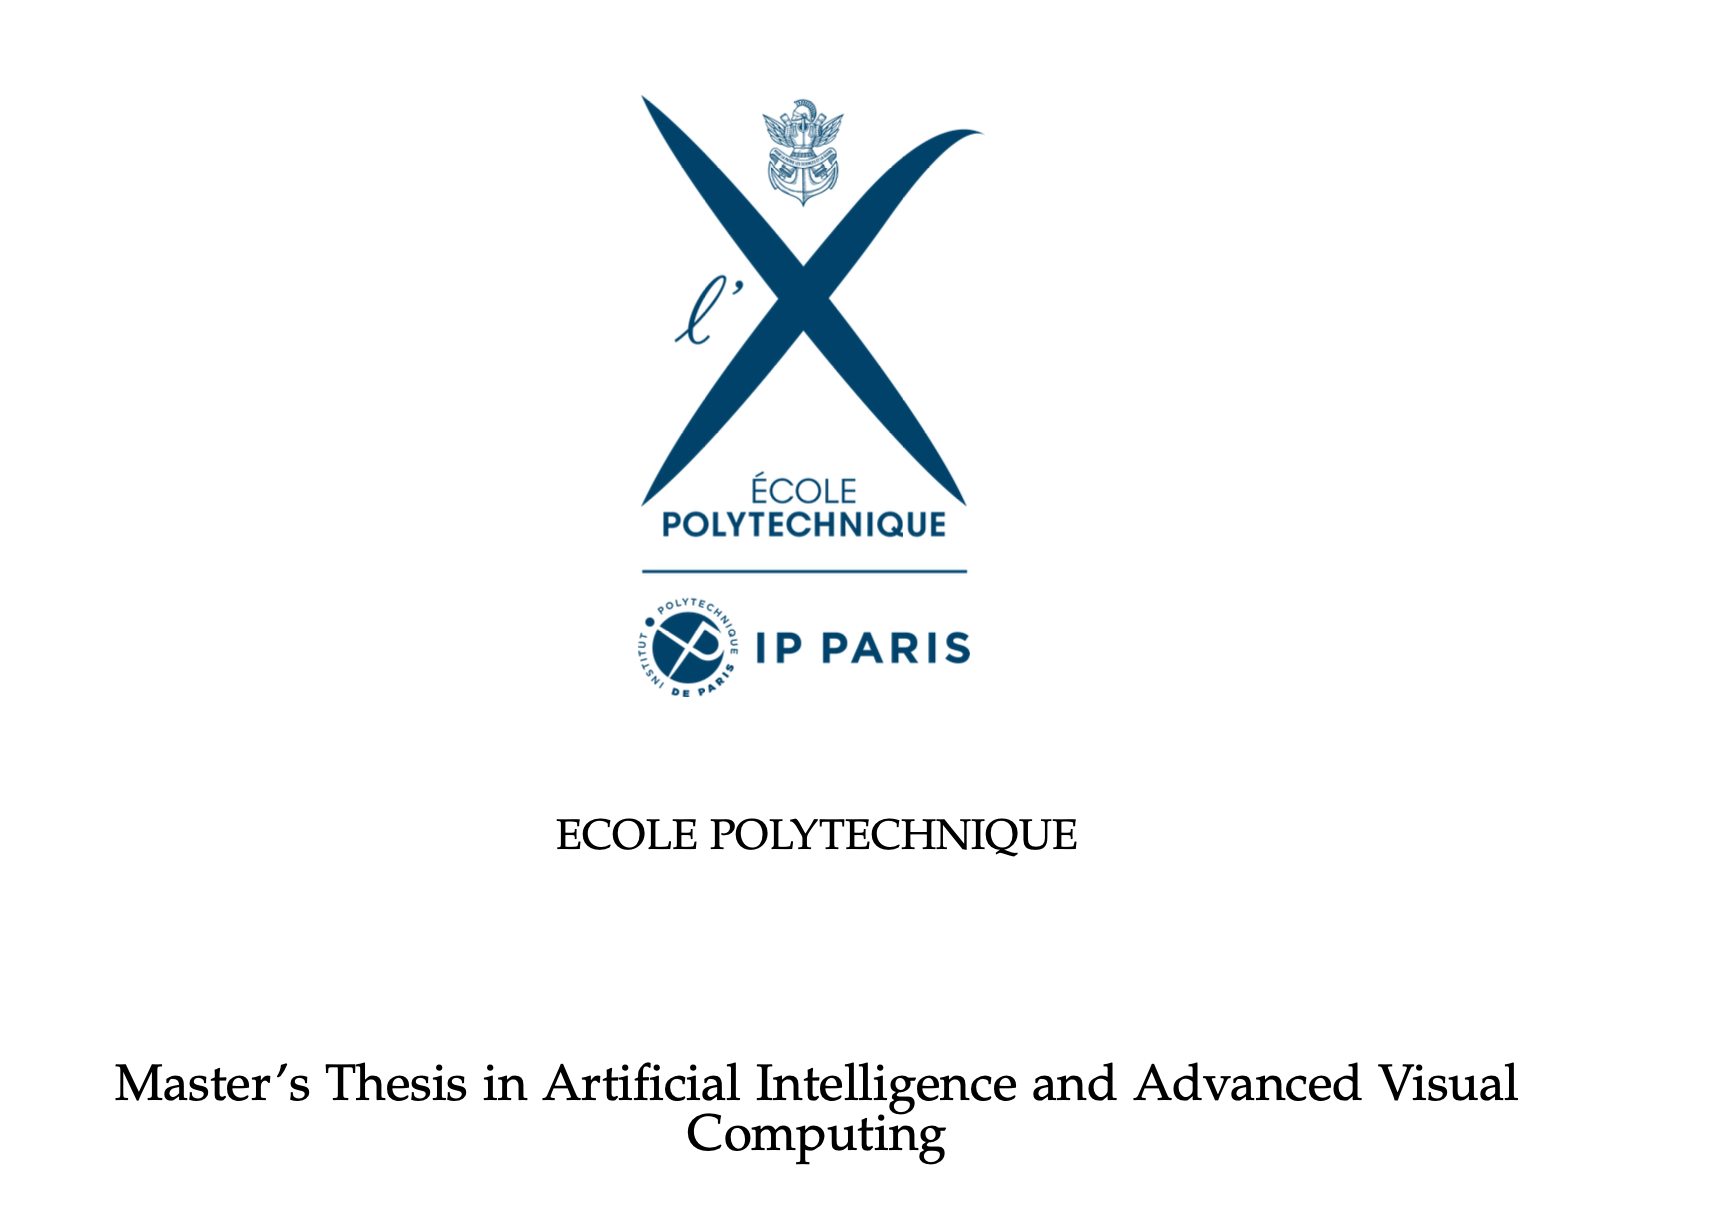 l'X
ÉCOLE
POLYTECHNIQUE
INSTITUT POLYTECHNIQUE DE PARIS
IP PARIS
ECOLE POLYTECHNIQUE
Master's Thesis in Artificial Intelligence and Advanced Visual
Computing